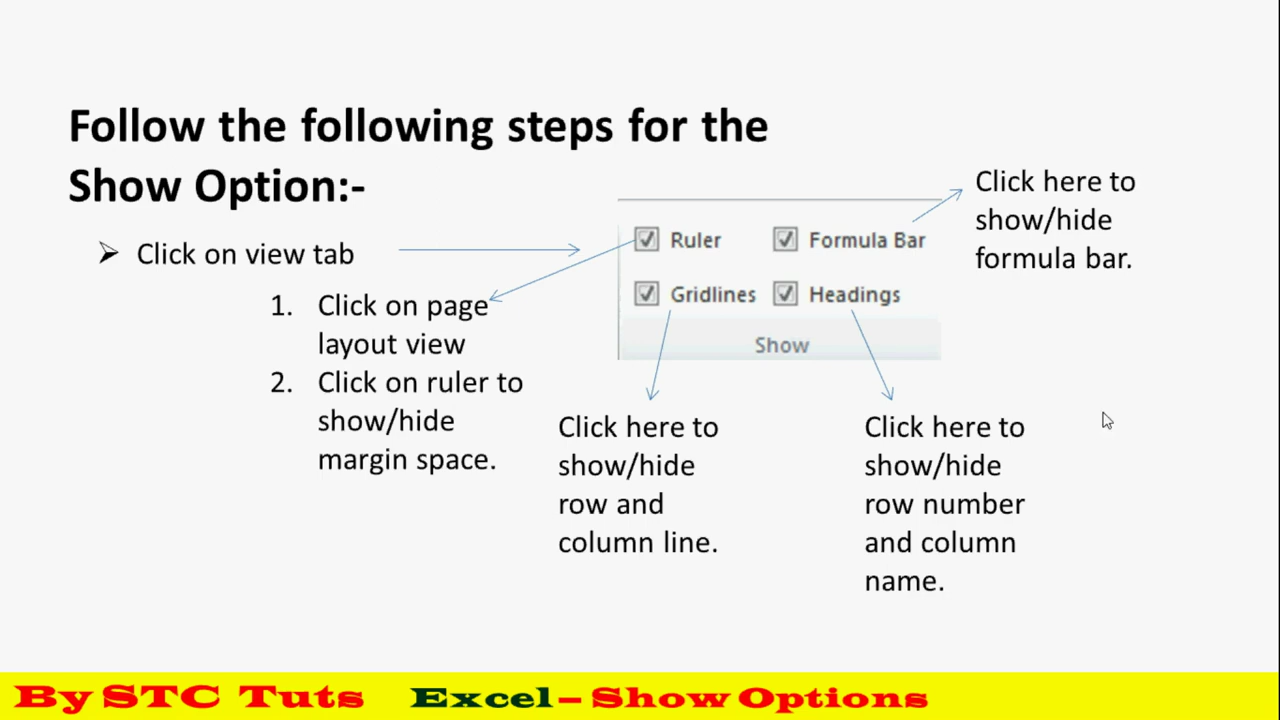 Follow the following steps for the
Show Option:-
➢ Click on view tab
1. Click on page
layout view
2. Click on ruler to
show/hide
margin space.
Ruler
Formula Bar
Gridlines
Headings
Show
Click here to
show/hide
formula bar.
Click here to
show/hide
row and
column line.
Click here to
show/hide
row number
and column
name.
By STC Tuts Excel – Show Options